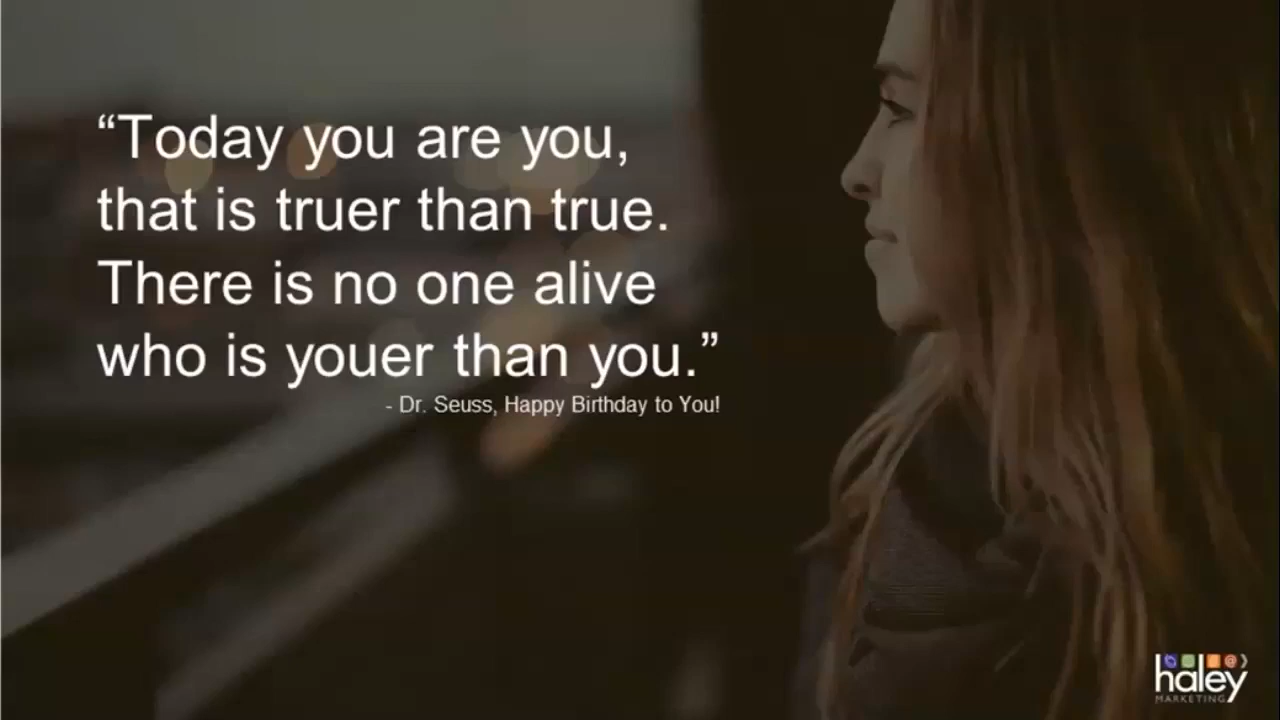 “Today you are you,
that is truer than true.
There is no one alive
who is youer than you.”
- Dr. Seuss, Happy Birthday to You!
haley
MARKETING